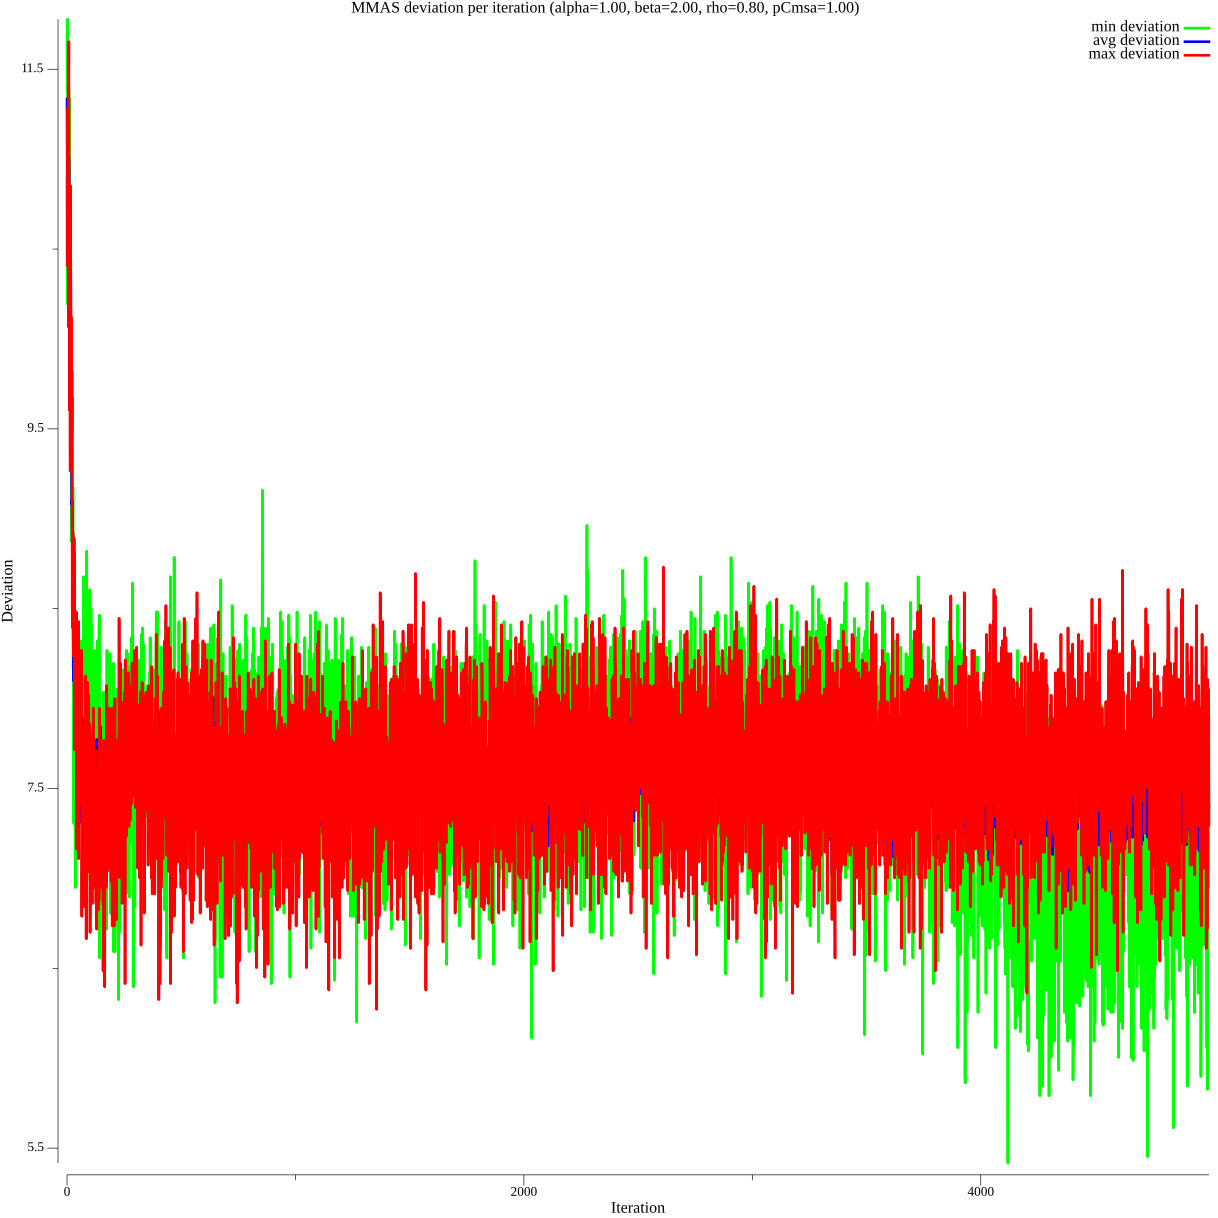 MMAS deviation per iteration (alpha=1.00, beta=2.00, rho=0.80, pCmsa=1.00)
min deviation
avg deviation
max deviation
11.5
9.5
7.5
5.5
Deviation
0
2000
4000
Iteration